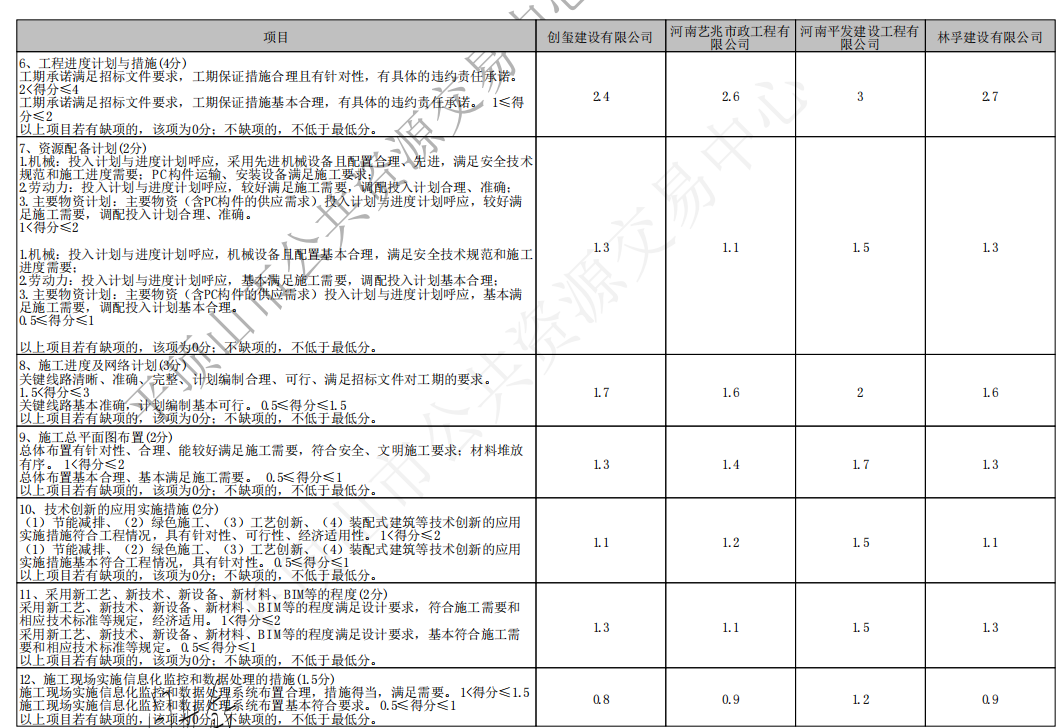 项目 创玺建设有限公司 河南艺兆市政工程有限公司 河南平发建设工程有限公司 林孚建设有限公司
6、工程进度计划与措施(4分)
工期承诺满足招标文件要求，工期保证措施合理且有针对性，有具体的违约责任承诺。
2<得分≤4
工期承诺满足招标文件要求，工期保证措施基本合理，有具体的违约责任承诺。 1≤得
分≤2
以上项目若有缺项的，该项为0分；不缺项的，不低于最低分。
2.4 2.6 3 2.7
7、资源配备计划(2分)
1.机械：投入计划与进度计划呼应，采用先进机械设备且配置合理、先进，满足安全技术
规范和施工进度需要；PC构件运输、安装设备满足施工要求；
2.劳动力：投入计划与进度计划呼应，较好满足施工需要，调配投入计划合理、准确；
3.主要物资计划：主要物资（含PC构件的供应需求）投入计划与进度计划呼应，较好满
足施工需要，调配投入计划合理、准确。
1<得分≤2
1.机械：投入计划与进度计划呼应，机械设备且配置基本合理，满足安全技术规范和施工
进度需要；
2.劳动力：投入计划与进度计划呼应，基本满足施工需要，调配投入计划基本合理；
3.主要物资计划：主要物资（含PC构件的供应需求）投入计划与进度计划呼应，基本满
足施工需要，调配投入计划基本合理。
0.5≤得分≤1
以上项目若有缺项的，该项为0分；不缺项的，不低于最低分。
1.3 1.1 1.5 1.3
8、施工进度及网络计划(3分)
关键线路清晰、准确、完整、计划编制合理、可行、满足招标文件对工期的要求。
1.5<得分≤3
关键线路基本准确，计划编制基本可行。 0.5≤得分≤1.5
以上项目若有缺项的，该项为0分；不缺项的，不低于最低分。
1.7 1.6 2 1.6
9、施工总平面图布置(2分)
总体布置有针对性、合理、能较好满足施工需要，符合安全、文明施工要求；材料堆放
有序。 1<得分≤2
总体布置基本合理、基本满足施工需要。 0.5≤得分≤1
以上项目若有缺项的，该项为0分；不缺项的，不低于最低分。
1.3 1.4 1.7 1.3
10、技术创新的应用实施措施(2分)
（1）节能减排、（2）绿色施工、（3）工艺创新、（4）装配式建筑等技术创新的应用
实施措施符合工程情况，具有针对性、可行性、经济适用性。 1<得分≤2
（1）节能减排、（2）绿色施工、（3）工艺创新、（4）装配式建筑等技术创新的应用
实施措施基本符合工程情况，具有针对性。 0.5≤得分≤1
以上项目若有缺项的，该项为0分；不缺项的，不低于最低分。
1.1 1.2 1.5 1.1
11、采用新工艺、新技术、新设备、新材料、BIM等的程度(2分)
采用新工艺、新技术、新设备、新材料、BIM等的程度满足设计要求，符合施工需要和
相应技术标准等规定，经济适用。 1<得分≤2
采用新工艺、新技术、新设备、新材料、BIM等的程度满足设计要求，基本符合施工需
要和相应技术标准等规定。 0.5≤得分≤1
以上项目若有缺项的，该项为0分；不缺项的，不低于最低分。
1.3 1.1 1.5 1.3
12、施工现场实施信息化监控和数据处理的措施(1.5分)
施工现场实施信息化监控和数据处理系统布置合理，措施得当，满足需要。 1<得分≤1.5
施工现场实施信息化监控和数据处理系统布置基本符合要求。 0.5≤得分≤1
以上项目若有缺项的，该项为0分；不缺项的，不低于最低分。
0.8 0.9 1.2 0.9
平顶山市公共资源交易中心
山市公共资源交易中心